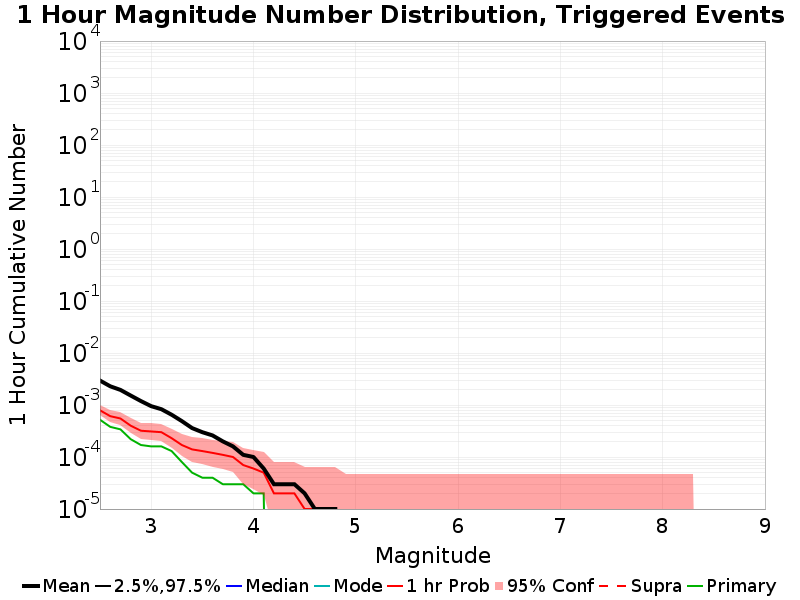 1 Hour Magnitude Number Distribution, Triggered Events
1 Hour Cumulative Number
10^4
10^3
10^2
10^1
10^0
10^-1
10^-2
10^-3
10^-4
10^-5
3 4 5 6 7 8 9
Magnitude
Mean 2.5%,97.5% Median Mode 1 hr Prob 95% Conf Supra Primary